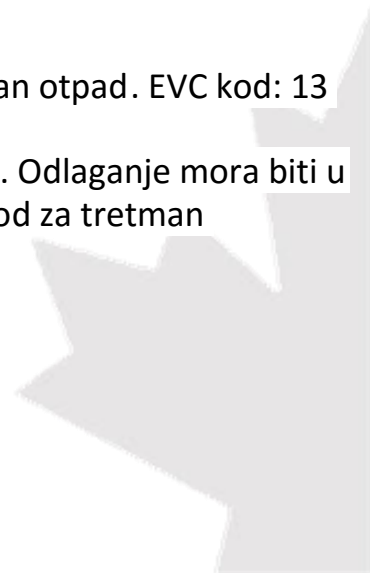 an otpad. EVC kod: 13
. Odlaganje mora biti u
od za tretman